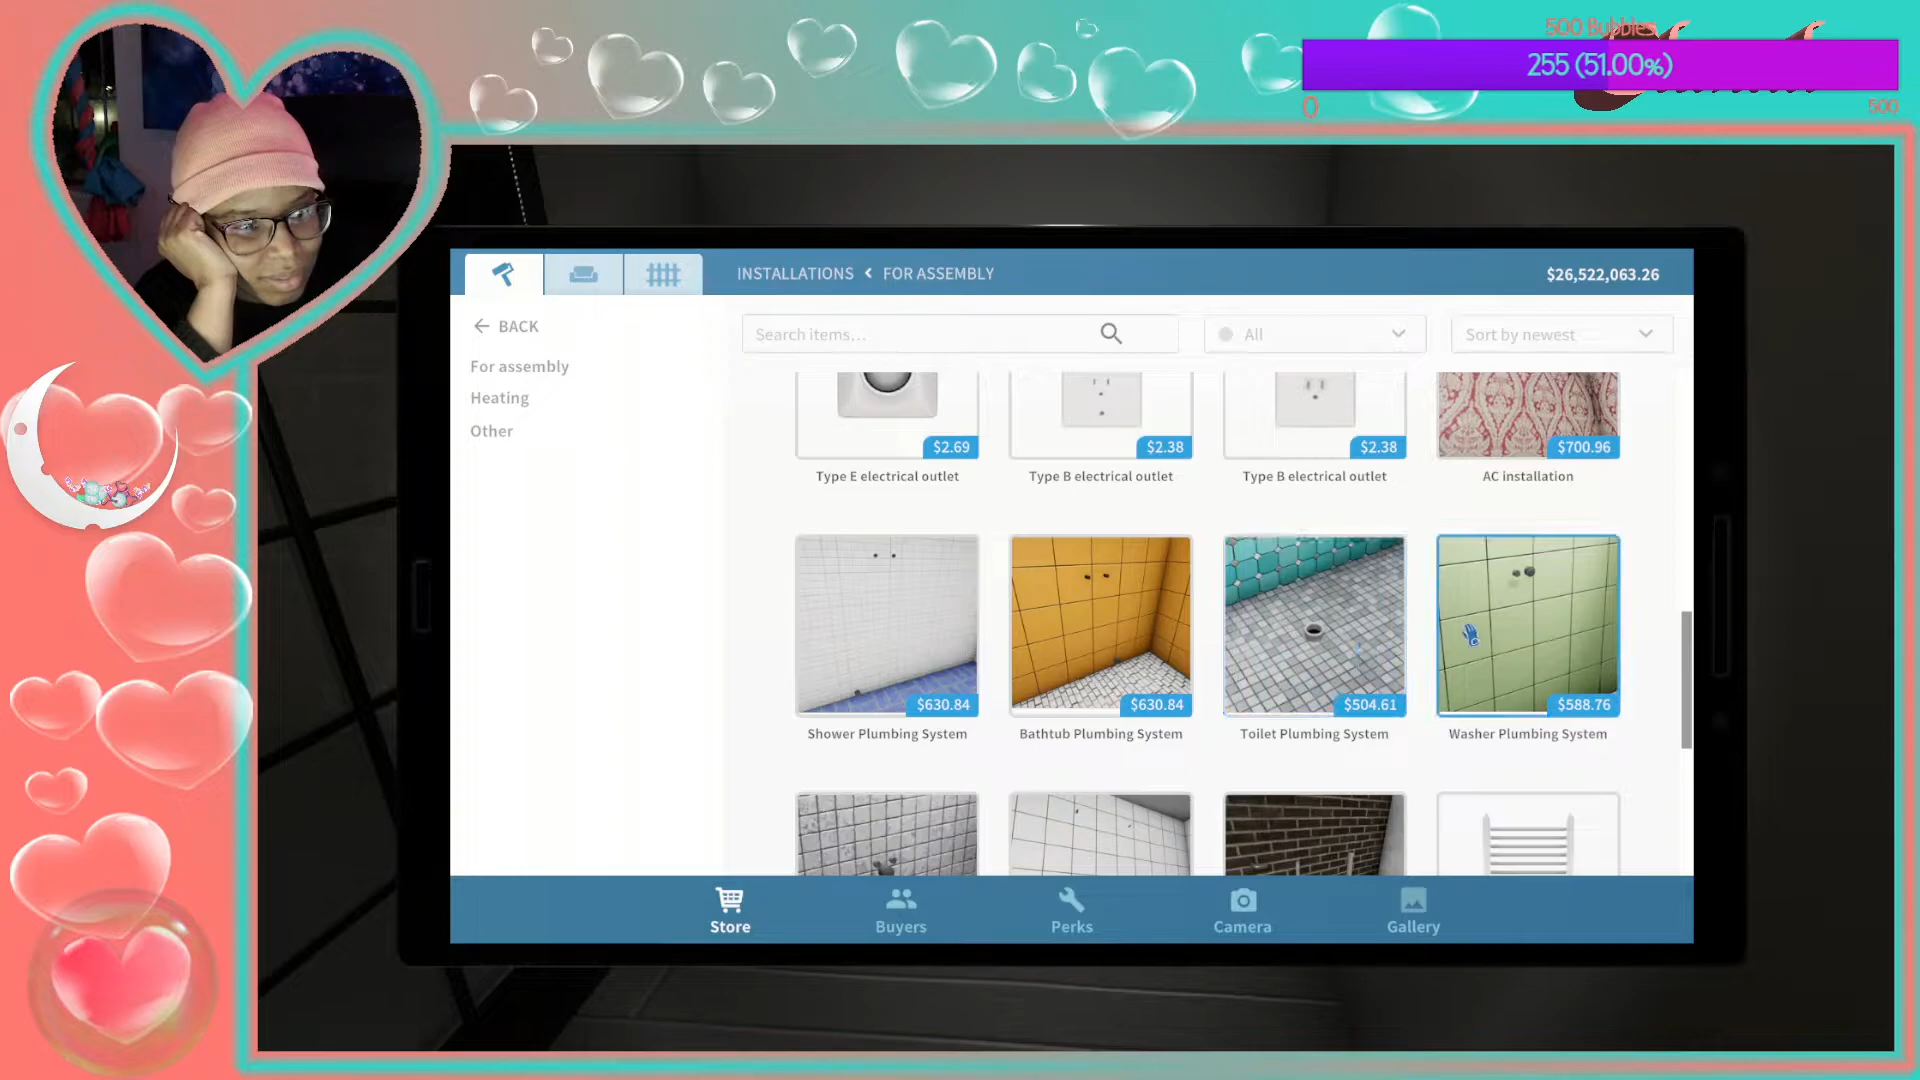 500 Bubbles
255 (51.00%)
0
500
INSTALLATIONS < FOR ASSEMBLY
$26,522,063.26
BACK
For assembly
Heating
Other
Search items...
All
Sort by newest
$2.69
$2.38
$2.38
$700.96
Type E electrical outlet
Type B electrical outlet
Type B electrical outlet
AC installation
$630.84
$630.84
$504.61
$588.76
Shower Plumbing System
Bathtub Plumbing System
Toilet Plumbing System
Washer Plumbing System
Store
Buyers
Perks
Camera
Gallery